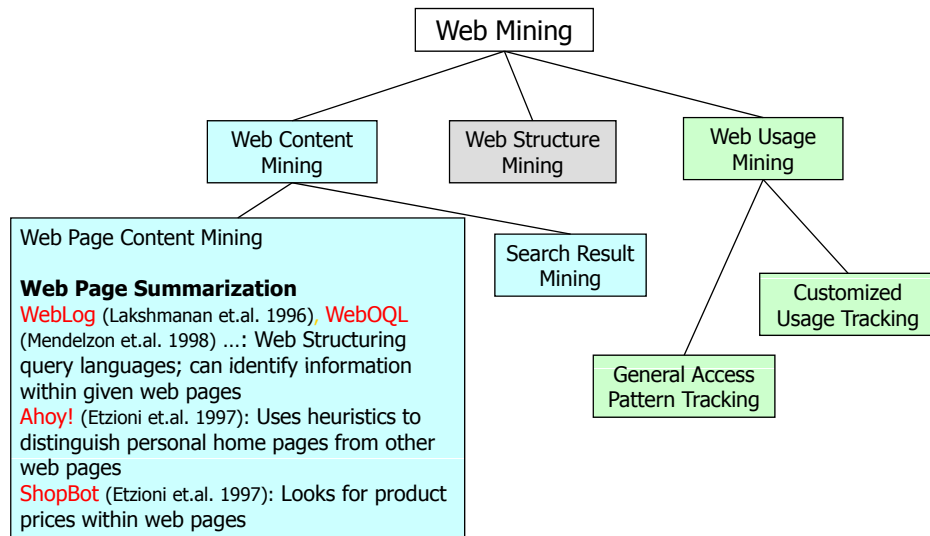 Web Mining
Web Content
Mining
Web Structure
Mining
Web Usage
Mining
Web Page Content Mining
Web Page Summarization
WebLog (Lakshmanan et.al. 1996), WebOQL
(Mendelzon et.al. 1998) …: Web Structuring
query languages; can identify information
within given web pages
Ahoy! (Etzioni et.al. 1997): Uses heuristics to
distinguish personal home pages from other
web pages
ShopBot (Etzioni et.al. 1997): Looks for product
prices within web pages
Search Result
Mining
Customized
Usage Tracking
General Access
Pattern Tracking